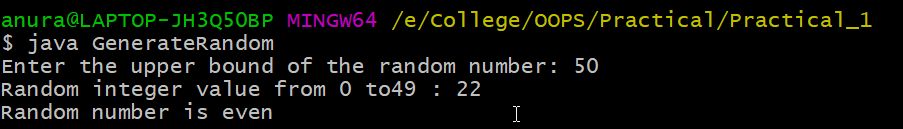 anura@LAPTOP-JH3Q5OBP MINGW64 /e/College/OOPS/Practical/Practical_1
$ java GenerateRandom
Enter the upper bound of the random number: 50
Random integer value from 0 to49 : 22
Random number is even